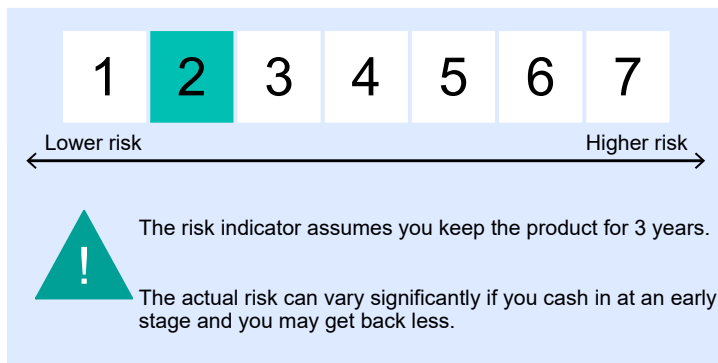 1 2 3 4 5 6 7
Lower risk Higher risk
The risk indicator assumes you keep the product for 3 years.
!
The actual risk can vary significantly if you cash in at an early
stage and you may get back less.